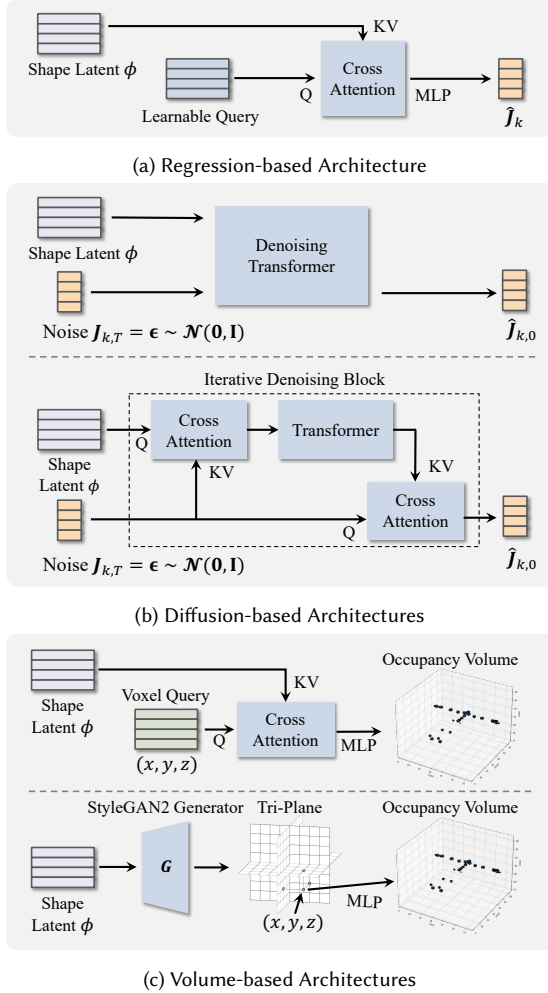 Shape Latent ϕ
KV
Learnable Query
Q
Cross
Attention
MLP
Ĵₖ
(a) Regression-based Architecture
Shape Latent ϕ
Denoising
Transformer
Noise J_{k,T} = ϵ ~ 𝒩(0, I)
Ĵ_{k,0}
Iterative Denoising Block
Shape
Latent ϕ
Q
Cross
Attention
Transformer
KV
KV
Q
Cross
Attention
Noise J_{k,T} = ϵ ~ 𝒩(0, I)
Ĵ_{k,0}
(b) Diffusion-based Architectures
Shape
Latent ϕ
KV
Voxel Query
(x, y, z)
Q
Cross
Attention
MLP
Occupancy Volume
StyleGAN2 Generator
Tri-Plane
Occupancy Volume
Shape
Latent ϕ
G
(x, y, z)
MLP
(c) Volume-based Architectures